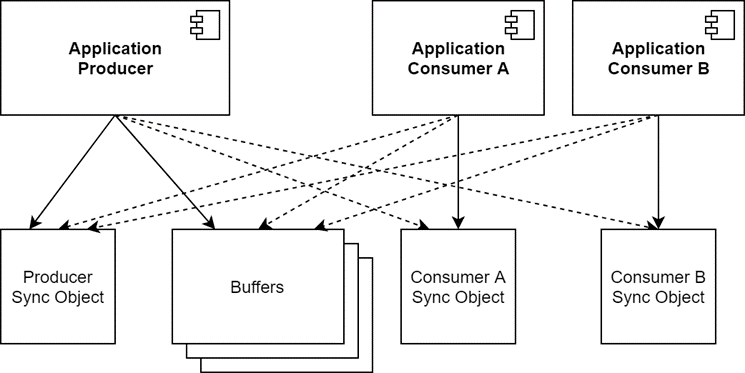 Application
Producer
Application
Consumer A
Application
Consumer B
Producer
Sync Object
Buffers
Consumer A
Sync Object
Consumer B
Sync Object